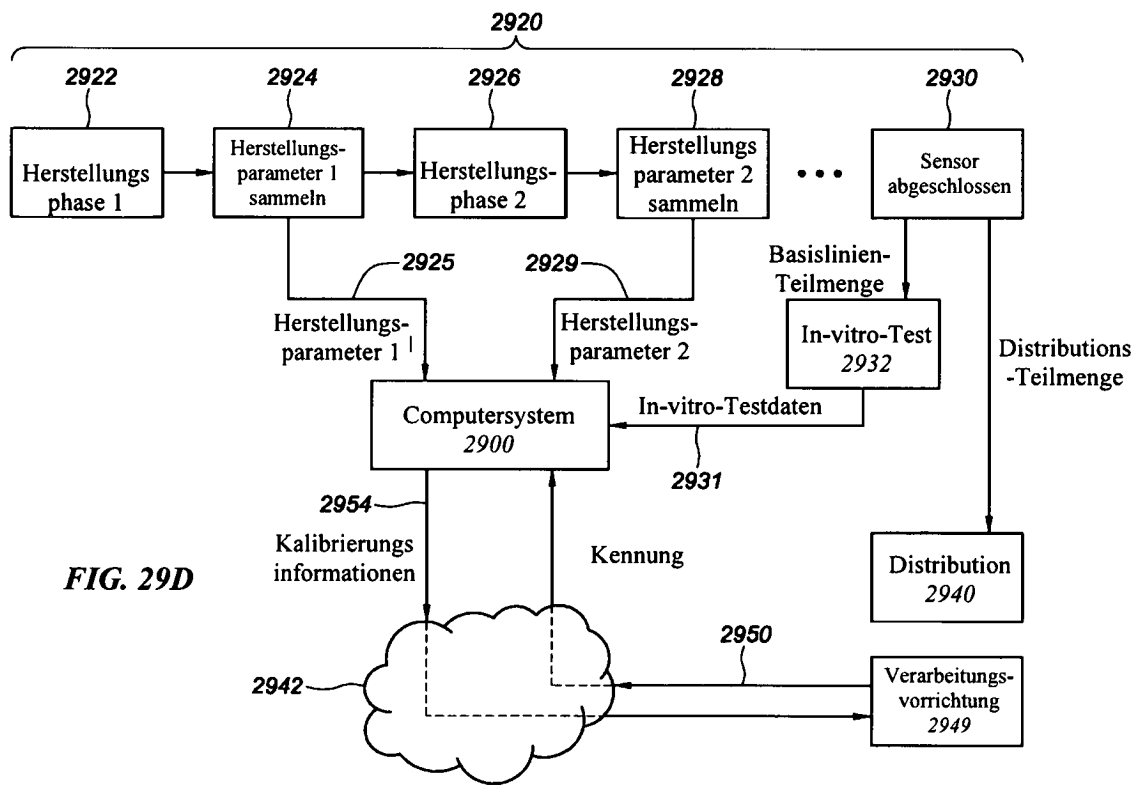 2920
2922
2924
2926
2928
2930
Herstellungs
phase 1
Herstellungs-
parameter 1
sammeln
Herstellungs-
phase 2
Herstellungs
parameter 2
sammeln
Sensor
abgeschlossen
2925
2929
Basislinien-
Teilmenge
Herstellungs-
parameter 1
Herstellungs-
parameter 2
In-vitro-Test
2932
Distributions
-Teilmenge
Computersystem
2900
In-vitro-Testdaten
2931
2954
Kalibrierungs
informationen
Kennung
FIG. 29D
Distribution
2940
2942
2950
Verarbeitungs-
vorrichtung
2949